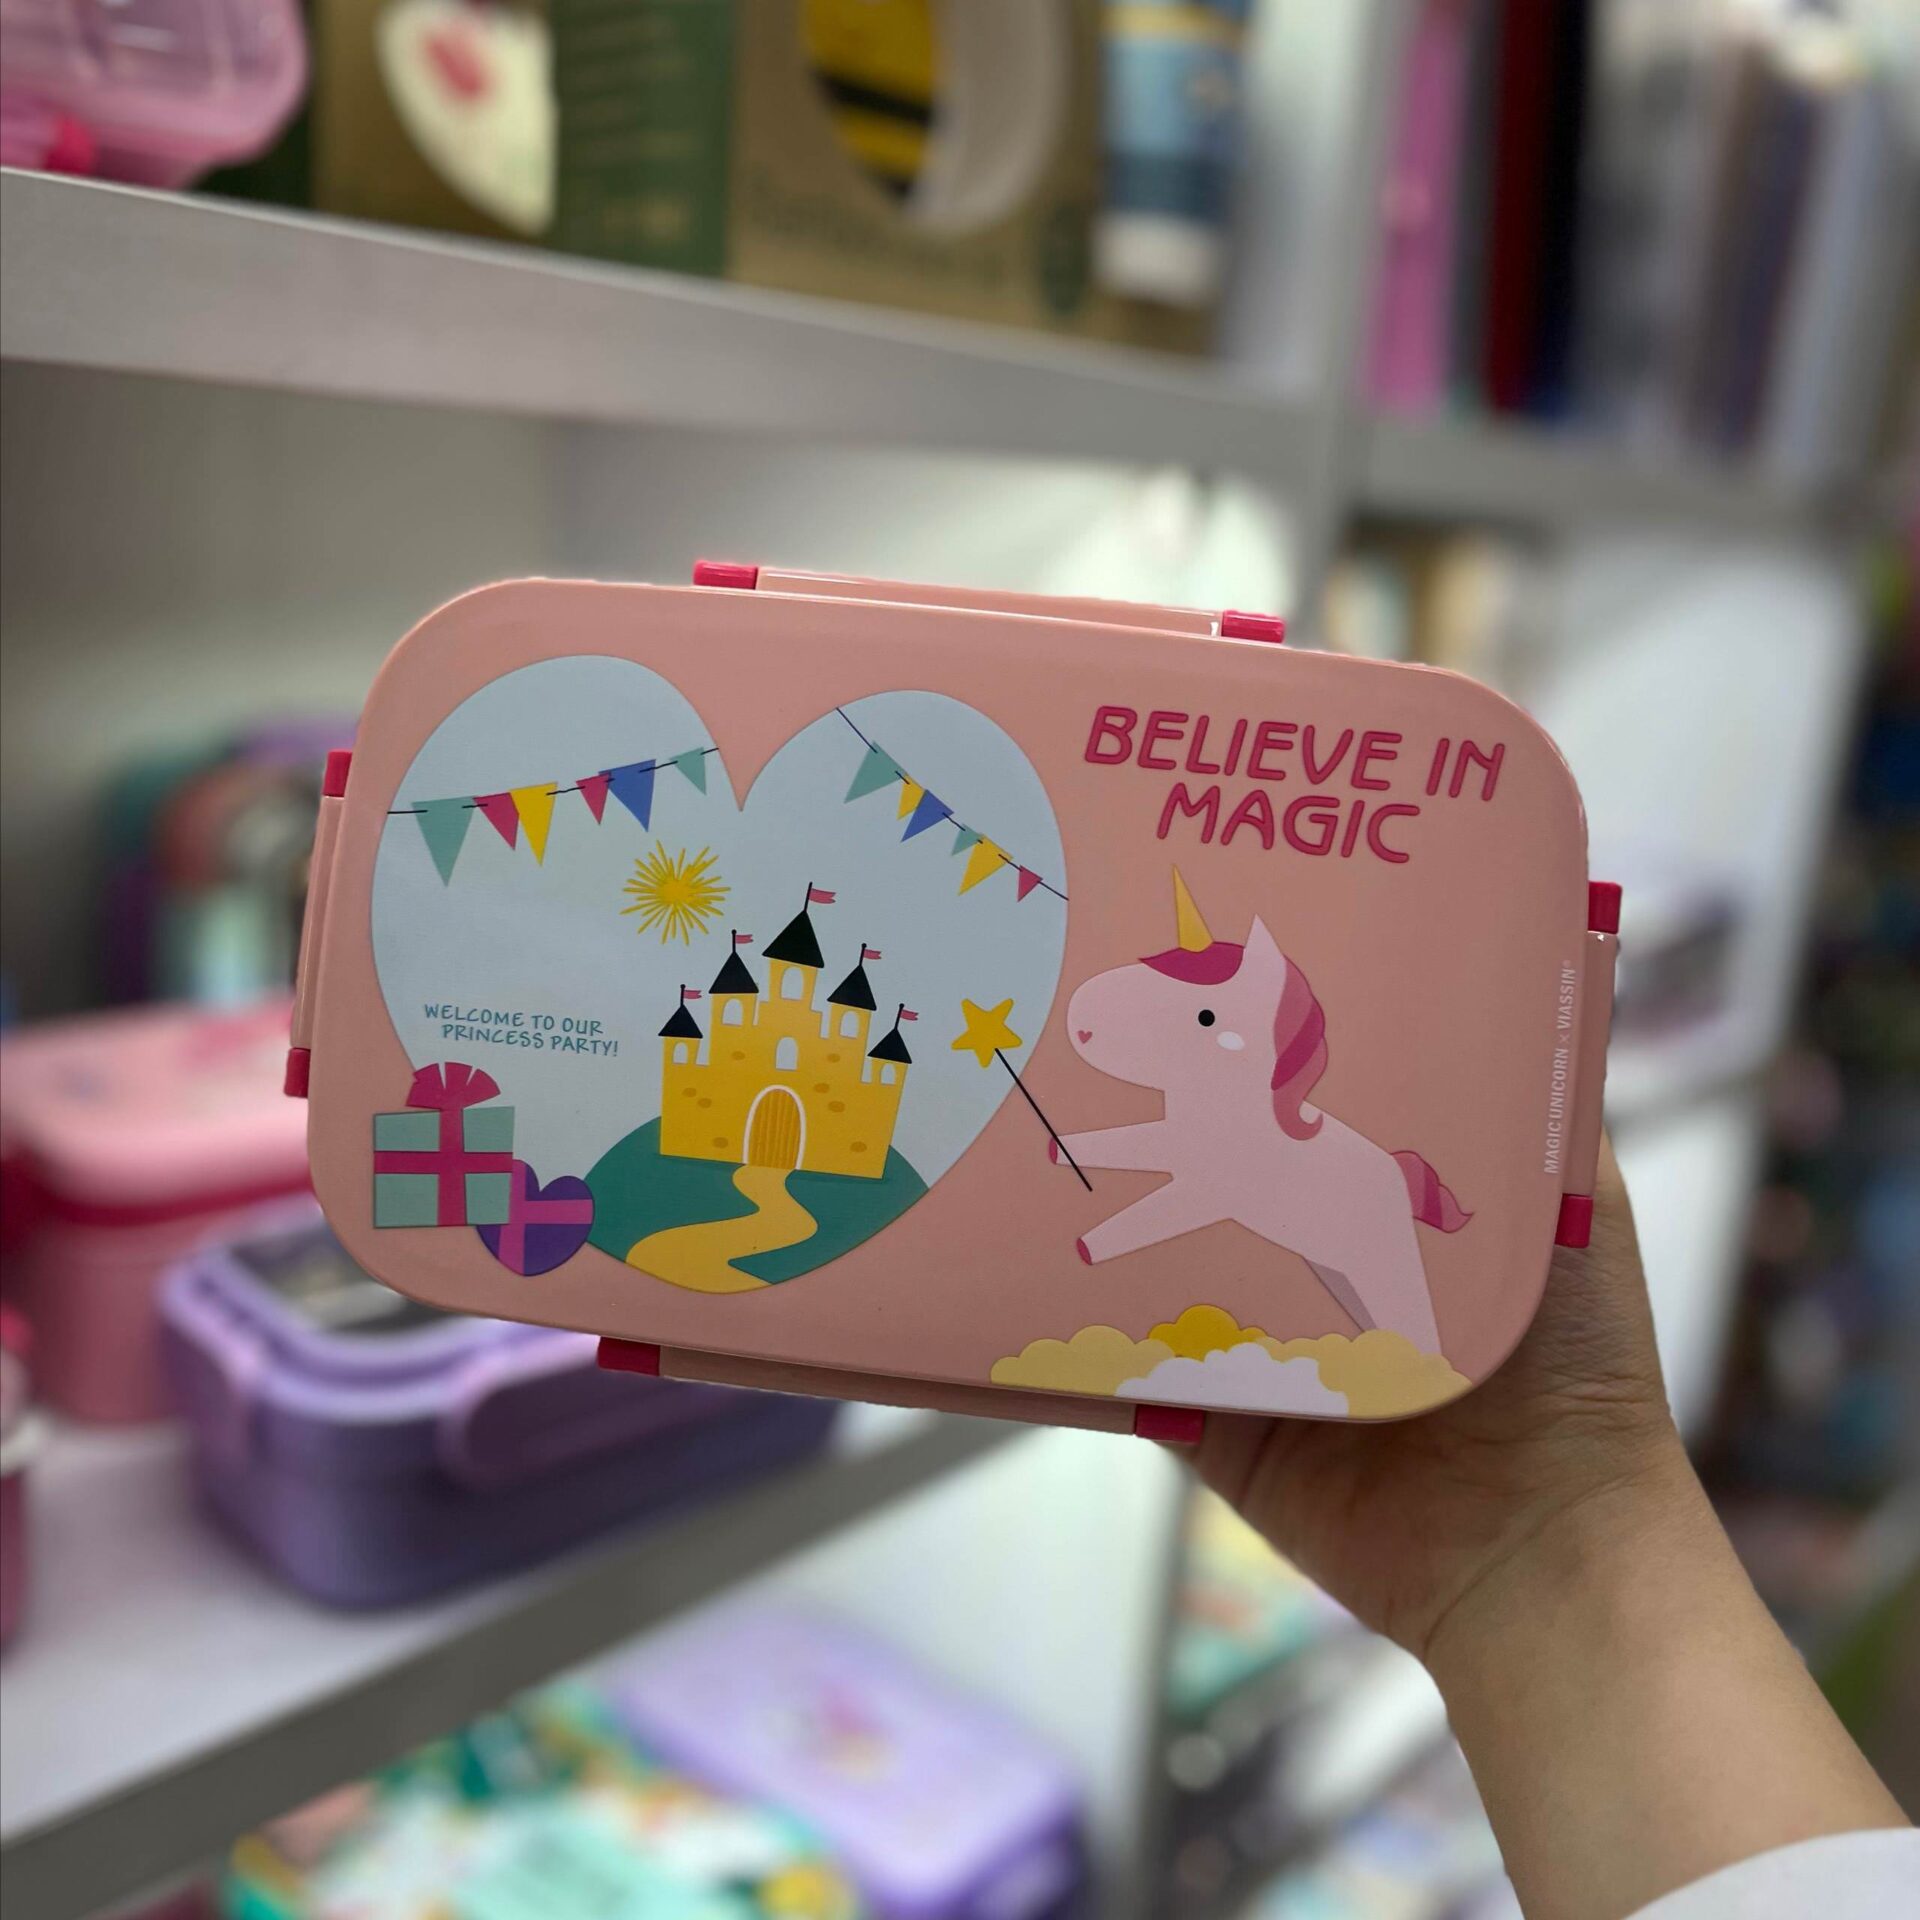 BELIEVE IN
MAGIC
WELCOME TO OUR
PRINCESS PARTY!
MAGIC UNICORN × VIASSIN®